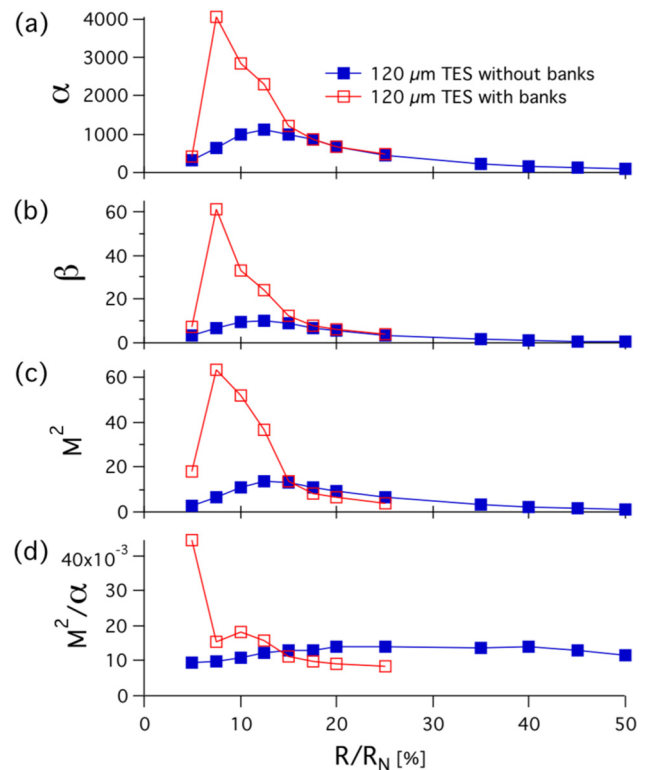 (a)
4000
3000
2000
1000
0
α
120 µm TES without banks
120 µm TES with banks
(b)
60
40
20
0
β
(c)
60
40
20
0
M²
(d)
40x10⁻³
30
20
10
0
M²/α
0 10 20 30 40 50
R/R_N [%]